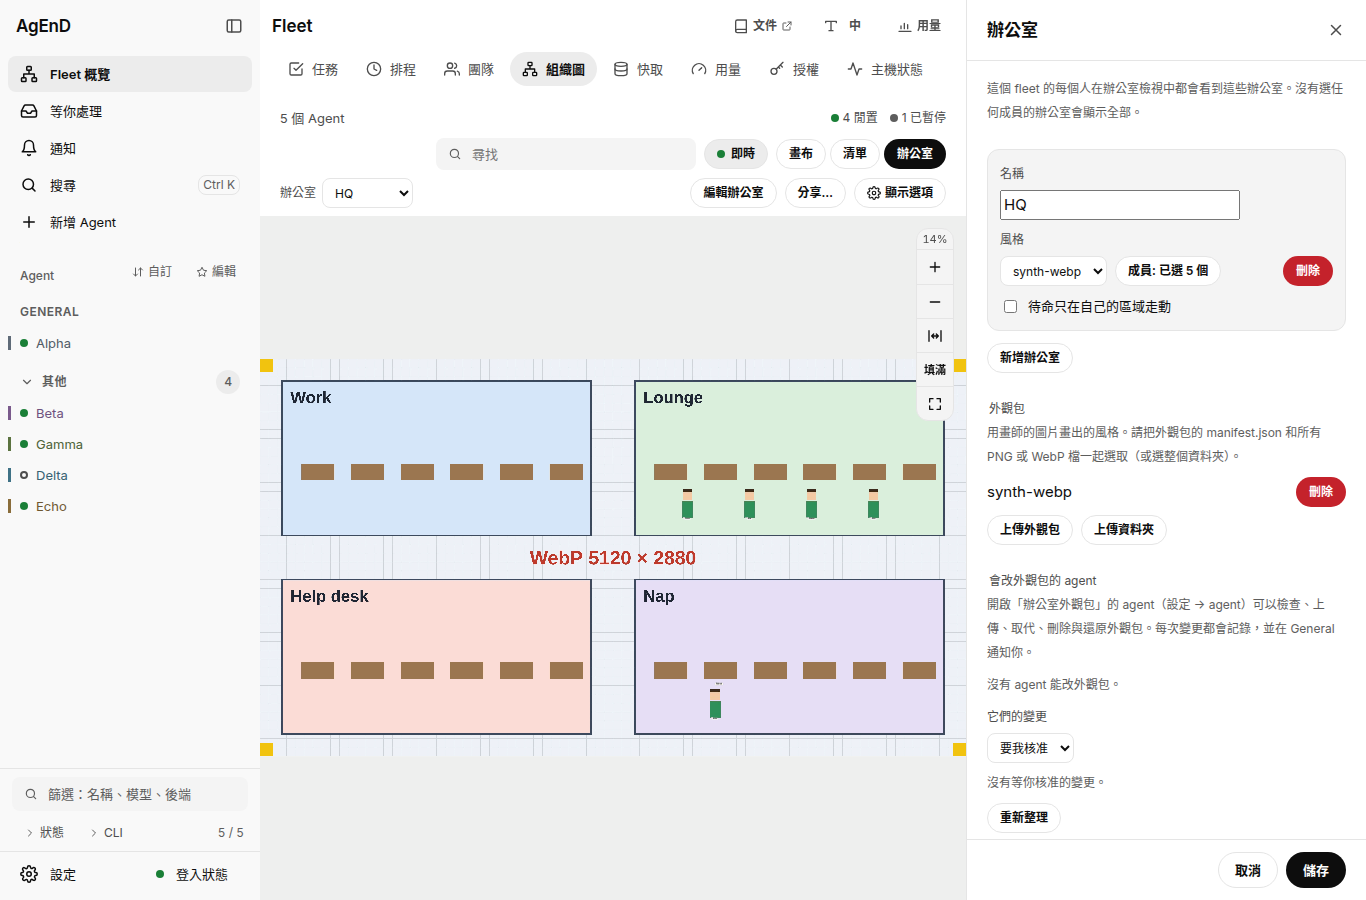 AgEnD
Fleet 概覽
等你處理
通知
搜尋
Ctrl K
新增 Agent
Agent
自訂
編輯
GENERAL
Alpha
其他
4
Beta
Gamma
Delta
Echo
篩選：名稱、模型、後端
狀態
CLI
5 / 5
設定
登入狀態
Fleet
文件
中
用量
任務
排程
團隊
組織圖
快取
用量
授權
主機狀態
5 個 Agent
4 閒置
1 已暫停
尋找
即時
畫布
清單
辦公室
辦公室
HQ
編輯辦公室
分享...
顯示選項
14%
填滿
Work
Lounge
WebP 5120 × 2880
Help desk
Nap
辦公室
這個 fleet 的每個人在辦公室檢視中都會看到這些辦公室。沒有選任
何成員的辦公室會顯示全部。
名稱
HQ
風格
synth-webp
成員: 已選 5 個
刪除
待命只在自己的區域走動
新增辦公室
外觀包
用畫師的圖片畫出的風格。請把外觀包的 manifest.json 和所有
PNG 或 WebP 檔一起選取（或選整個資料夾）。
synth-webp
刪除
上傳外觀包
上傳資料夾
會改外觀包的 agent
開啟「辦公室外觀包」的 agent（設定 → agent）可以檢查、上
傳、取代、刪除與還原外觀包。每次變更都會記錄，並在 General
通知你。
沒有 agent 能改外觀包。
它們的變更
要我核准
沒有等你核准的變更。
重新整理
取消
儲存